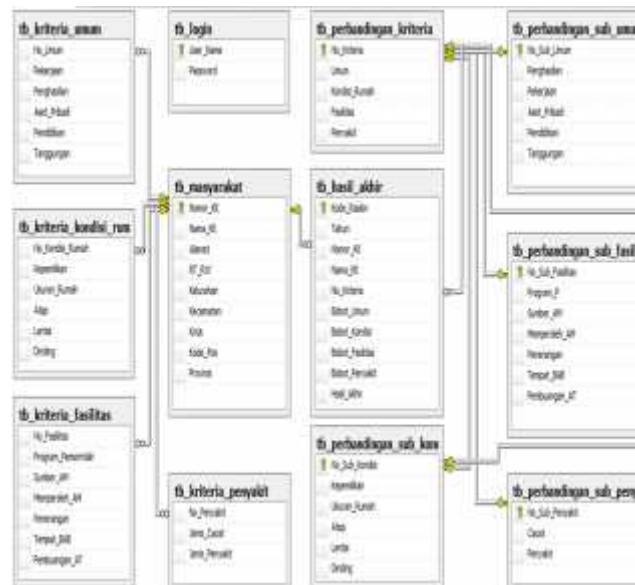 tb_kriteria_umum
No_Umum
Pekerjaan
Penghasilan
Aset_Pribadi
Pendidikan
Tanggungan
tb_login
User_Name
Password
tb_perbandingan_kriteria
No_Kriteria
Umum
Kondisi_Rumah
Fasilitas
Penyakit
tb_perbandingan_sub_umu
No_Sub_Umum
Penghasilan
Pekerjaan
Aset_Pribadi
Pendidikan
Tanggungan
tb_kriteria_kondisi_rum
No_Kondisi_Rumah
Kepemilikan
Ukuran_Rumah
Atap
Lantai
Dinding
tb_masyarakat
Nomor_KK
Nama_KK
Alamat
RT_RW
Kelurahan
Kecamatan
Kota
Kode_Pos
Provinsi
tb_hasil_akhir
Tahun
Nomor_KK
Nama_KK
No_Kriteria
Bobot_Umum
Bobot_Kondisi
Bobot_Fasilitas
Bobot_Penyakit
Hasil_Akhir
tb_perbandingan_sub_fasil
No_Sub_Fasilitas
Program_P
Sumber_AM
Memperoleh_AM
Penerangan
Tempat_BAB
Pembuangan_AT
tb_kriteria_fasilitas
No_Fasilitas
Program_Pemerintah
Sumber_AM
Memperoleh_AM
Penerangan
Tempat_BAB
Pembuangan_AT
tb_kriteria_penyakit
No_Penyakit
Jenis_Cacat
Jenis_Penyakit
tb_perbandingan_sub_kon
No_Sub_Kondisi
Kepemilikan
Ukuran_Rumah
Atap
Lantai
Dinding
tb_perbandingan_sub_peny
No_Sub_Penyakit
Cacat
Penyakit